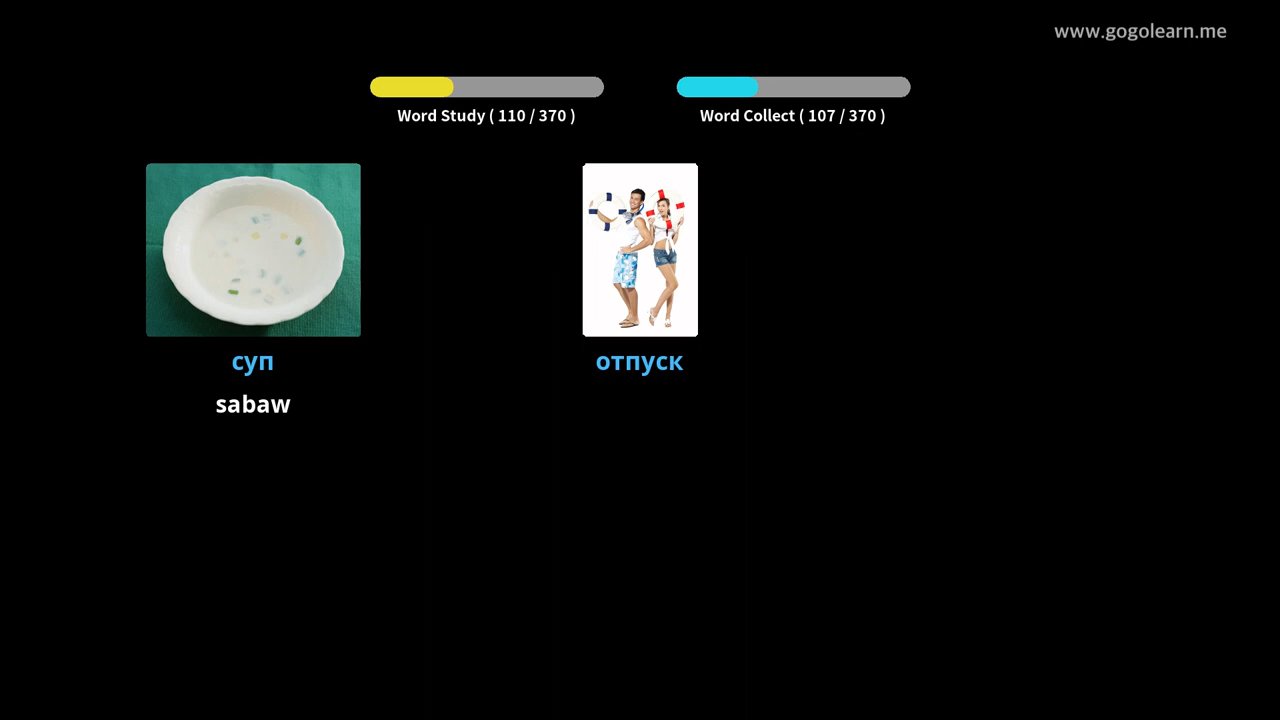 www.gogolearn.me
Word Study ( 110 / 370 )
Word Collect ( 107 / 370 )
суп
sabaw
отпуск